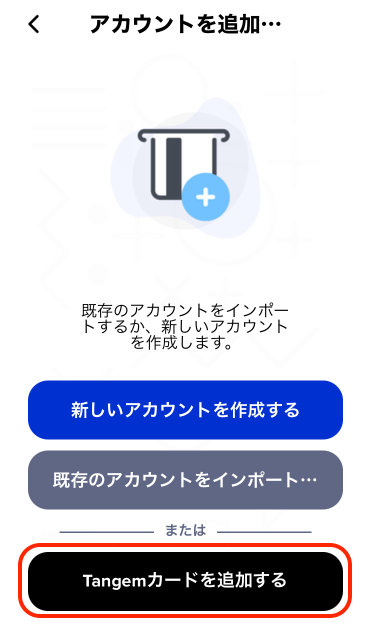 アカウントを追加…
既存のアカウントをインポー
トするか、新しいアカウント
を作成します。
新しいアカウントを作成する
既存のアカウントをインポート…
または
Tangemカードを追加する